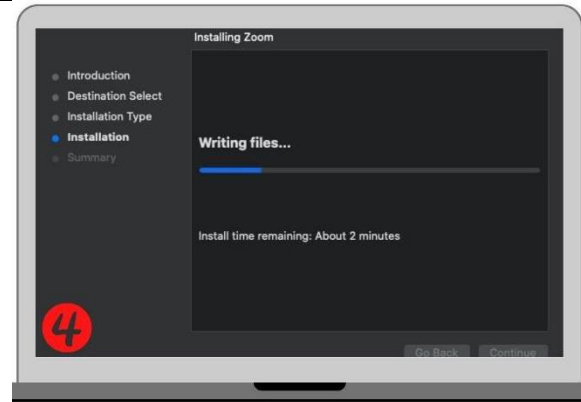 Installing Zoom
Introduction
Destination Select
Installation Type
Installation
Summary
Writing files...
Install time remaining: About 2 minutes
4
Go Back Continue